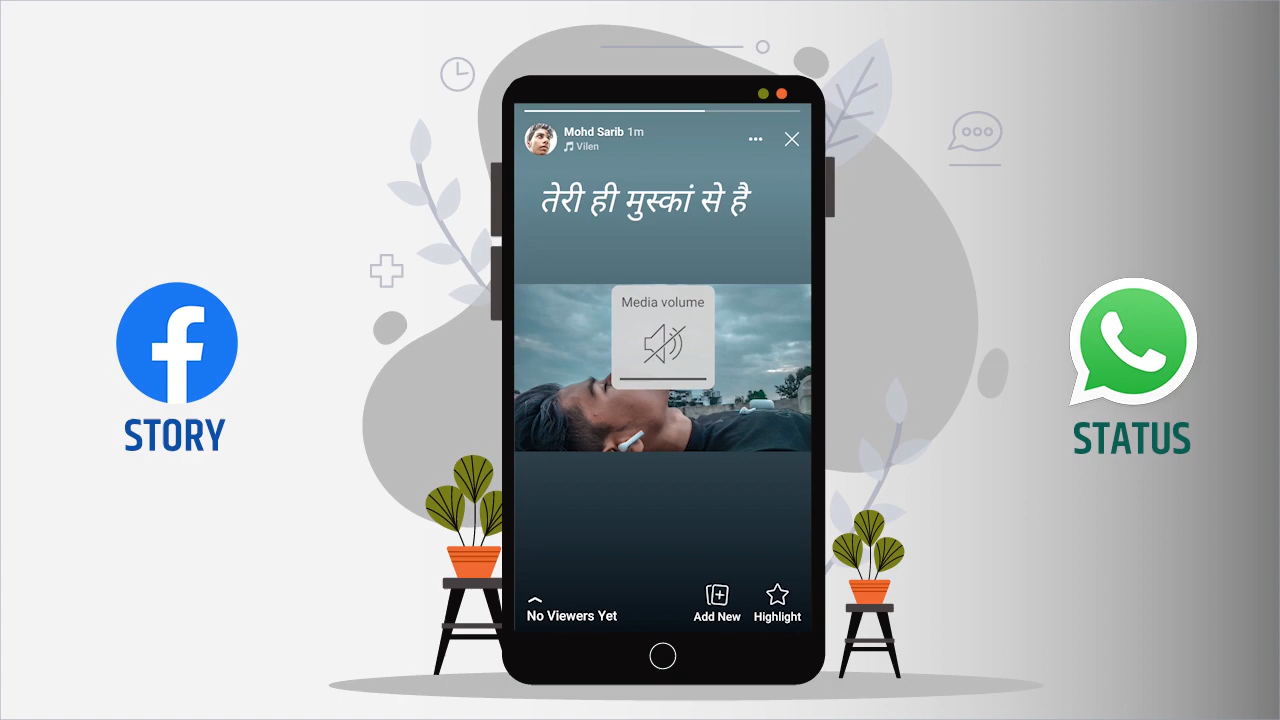 Mohd Sarib 1m
Vilen
तेरी ही मुस्कां से है
Media volume
STORY
STATUS
No Viewers Yet
Add New
Highlight